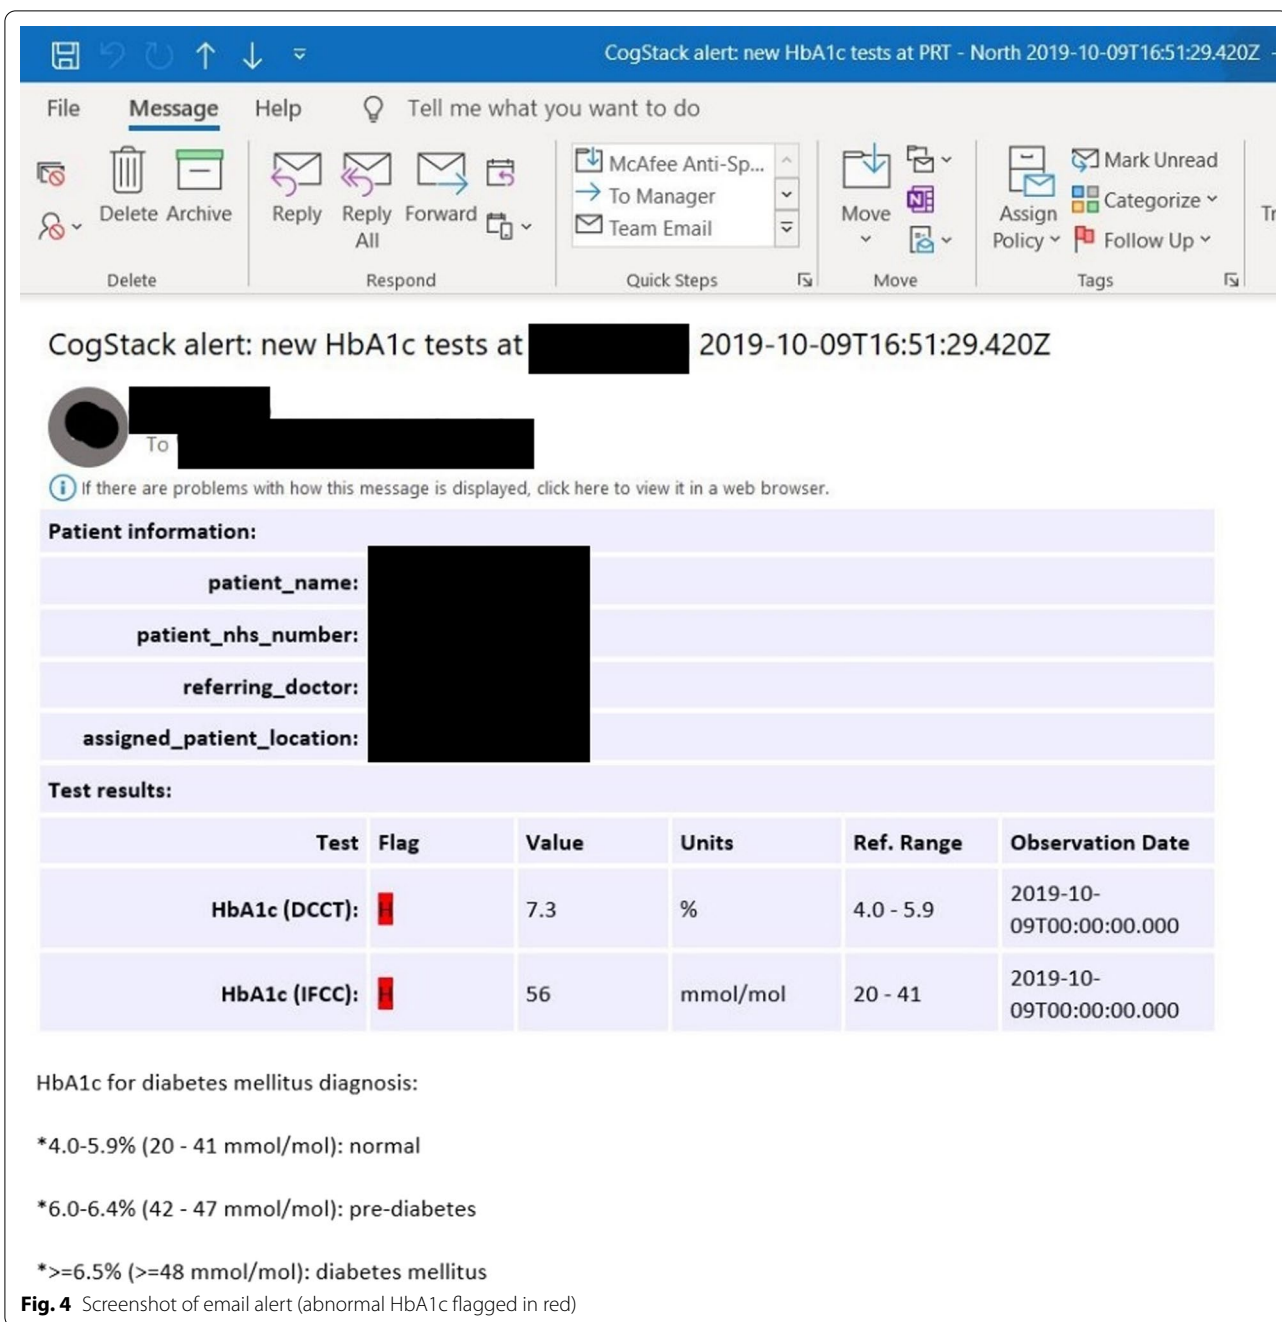 CogStack alert: new HbA1c tests at PRT - North 2019-10-09T16:51:29.420Z -
File Message Help Tell me what you want to do
Delete Archive
Reply Reply All Forward
McAfee Anti-Sp...
To Manager
Team Email
Move
Assign Policy
Mark Unread
Categorize
Follow Up
Tr
Delete Respond Quick Steps Move Tags
CogStack alert: new HbA1c tests at 2019-10-09T16:51:29.420Z
To
If there are problems with how this message is displayed, click here to view it in a web browser.
Patient information:
patient_name:
patient_nhs_number:
referring_doctor:
assigned_patient_location:
Test results:
Test Flag Value Units Ref. Range Observation Date
HbA1c (DCCT): H 7.3 % 4.0 - 5.9 2019-10-
09T00:00:00.000
HbA1c (IFCC): H 56 mmol/mol 20 - 41 2019-10-
09T00:00:00.000
HbA1c for diabetes mellitus diagnosis:
*4.0-5.9% (20 - 41 mmol/mol): normal
*6.0-6.4% (42 - 47 mmol/mol): pre-diabetes
*>=6.5% (>=48 mmol/mol): diabetes mellitus
Fig. 4 Screenshot of email alert (abnormal HbA1c flagged in red)